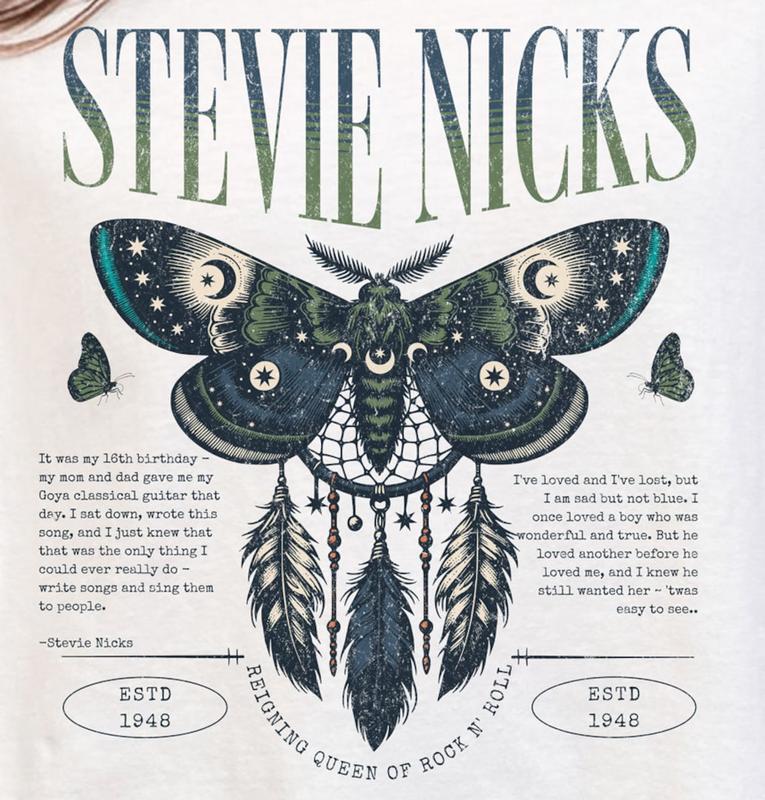 STEVIE NICKS
It was my 16th birthday -
my mom and dad gave me my
Goya classical guitar that
day. I sat down, wrote this
song, and I just knew that
that was the only thing I
could ever really do -
write songs and sing them
to people.
-Stevie Nicks
I've loved and I've lost, but
I am sad but not blue. I
once loved a boy who was
wonderful and true. But he
loved another before he
loved me, and I knew he
still wanted her ~ 'twas
easy to see..
ESTD
1948
REIGNING QUEEN OF ROCK N' ROLL
ESTD
1948